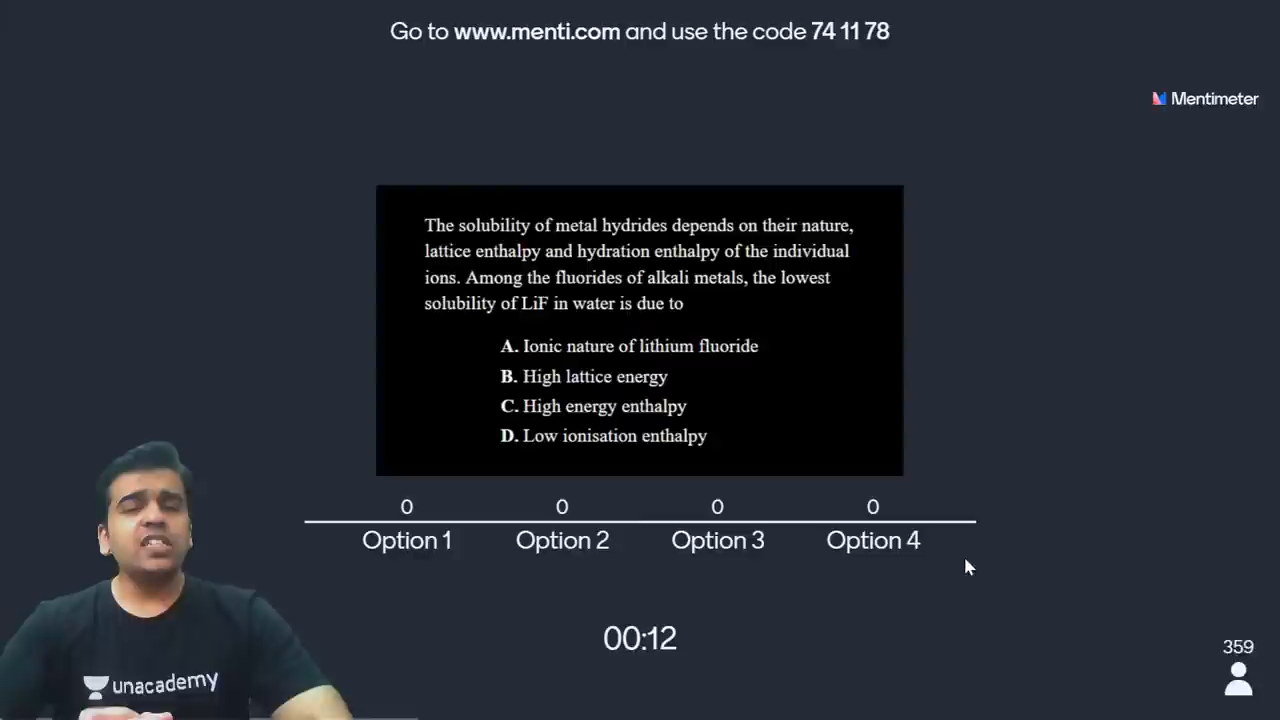 Go to www.menti.com and use the code 74 11 78
Mentimeter
The solubility of metal hydrides depends on their nature,
lattice enthalpy and hydration enthalpy of the individual
ions. Among the fluorides of alkali metals, the lowest
solubility of LiF in water is due to
A. Ionic nature of lithium fluoride
B. High lattice energy
C. High energy enthalpy
D. Low ionisation enthalpy
0 0 0 0
Option 1 Option 2 Option 3 Option 4
00:12
359
unacademy